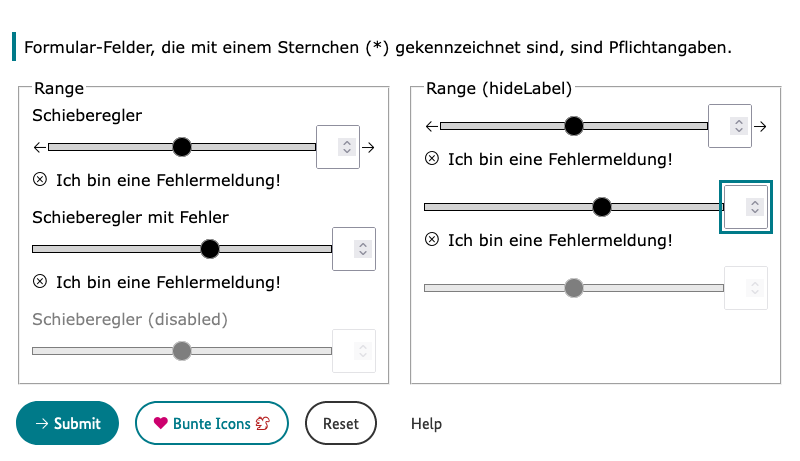 Formular-Felder, die mit einem Sternchen (*) gekennzeichnet sind, sind Pflichtangaben.
Range
Schieberegler
Ich bin eine Fehlermeldung!
Schieberegler mit Fehler
Ich bin eine Fehlermeldung!
Schieberegler (disabled)
Range (hideLabel)
Ich bin eine Fehlermeldung!
Ich bin eine Fehlermeldung!
Submit
Bunte Icons
Reset
Help